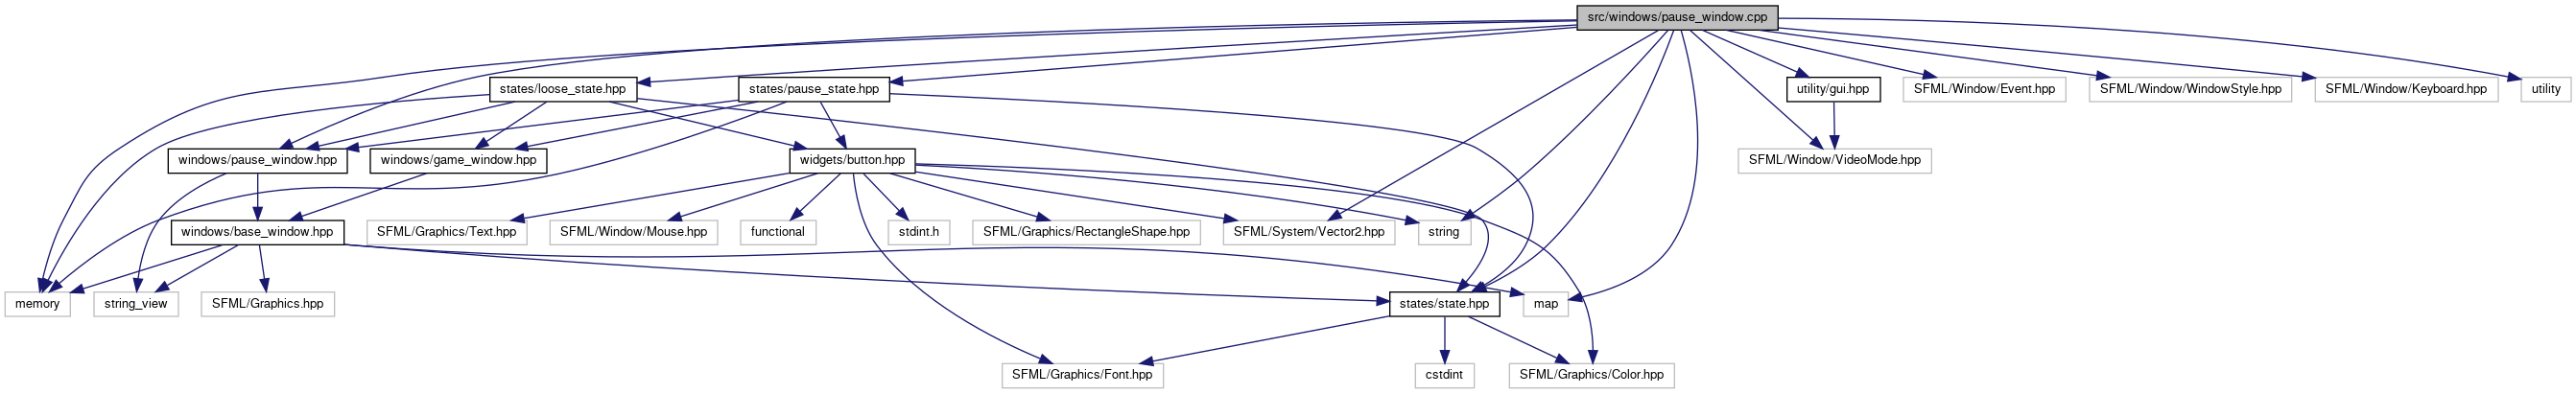 src/windows/pause_window.cpp
states/loose_state.hpp
states/pause_state.hpp
utility/gui.hpp
SFML/Window/Event.hpp
SFML/Window/WindowStyle.hpp
SFML/Window/Keyboard.hpp
utility
windows/pause_window.hpp
windows/game_window.hpp
widgets/button.hpp
SFML/Window/VideoMode.hpp
windows/base_window.hpp
SFML/Graphics/Text.hpp
SFML/Window/Mouse.hpp
functional
stdint.h
SFML/Graphics/RectangleShape.hpp
SFML/System/Vector2.hpp
string
memory
string_view
SFML/Graphics.hpp
states/state.hpp
map
SFML/Graphics/Font.hpp
cstdint
SFML/Graphics/Color.hpp